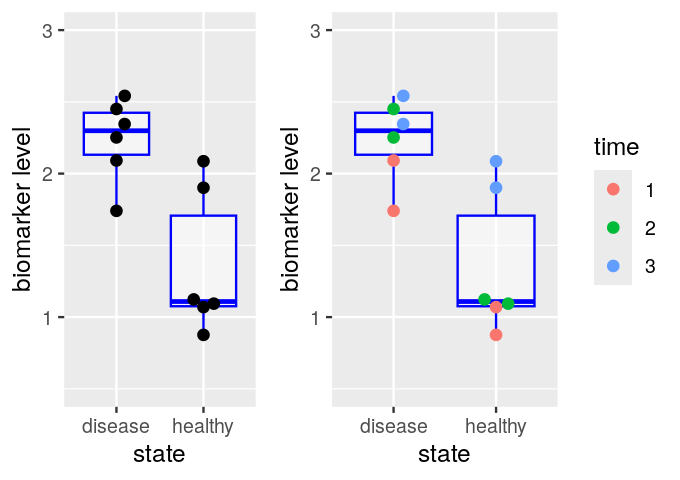 biomarker level
3
2
1
disease healthy
state
biomarker level
3
2
1
disease healthy
state
time
1
2
3